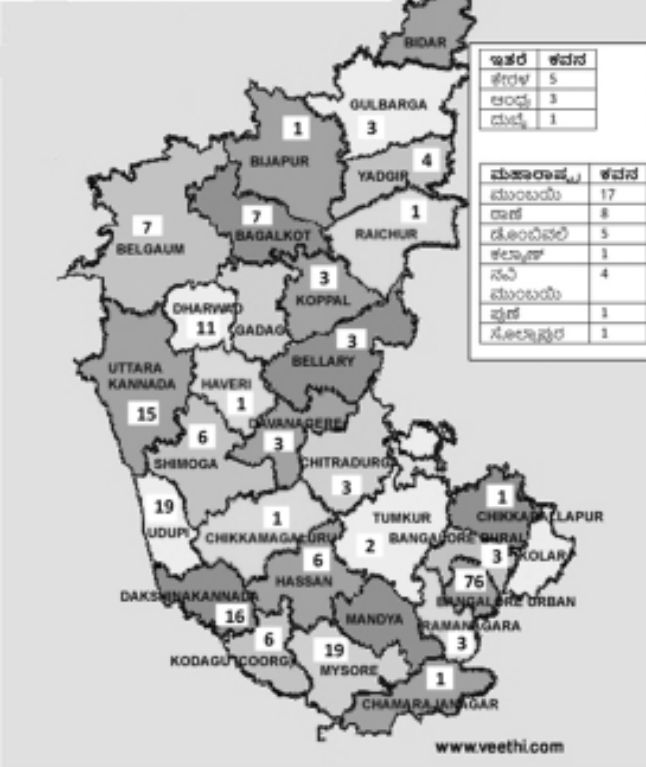 BIDAR
ಇತರೆ ಕವನ
ಕೇರಳ 5
ಆಂಧ್ರ 3
ದುಬೈ 1
GULBARGA
3
1
BIJAPUR
4
YADGIR
ಮಹಾರಾಷ್ಟ್ರ ಕವನ
ಮುಂಬಯಿ 17
ಠಾಣೆ 8
ಡೊಂಬಿವಲಿ 5
ಕಲ್ಯಾಣ್ 1
ನವಿ 4
ಮುಂಬಯಿ
ಪುಣೆ 1
ಸೋಲ್ಲಾಪುರ 1
7
BELGAUM
7
BAGALKOT
1
RAICHUR
3
KOPPAL
DHARWAD
11
GADAG
3
BELLARY
UTTARA
KANNADA
15
HAVERI
1
6
SHIMOGA
DAVANAGERE
3
CHITRADURG
3
19
UDUPI
1
CHIKKAMAGALURU
TUMKUR
2
1
CHIKKABALLAPUR
BANGALORE RURAL
3
KOLAR
76
BANGALORE URBAN
6
HASSAN
DAKSHINAKANNADA
16
MANDYA
RAMANAGARA
3
6
KODAGU (COORG)
19
MYSORE
1
CHAMARAJANAGAR
www.veethi.com